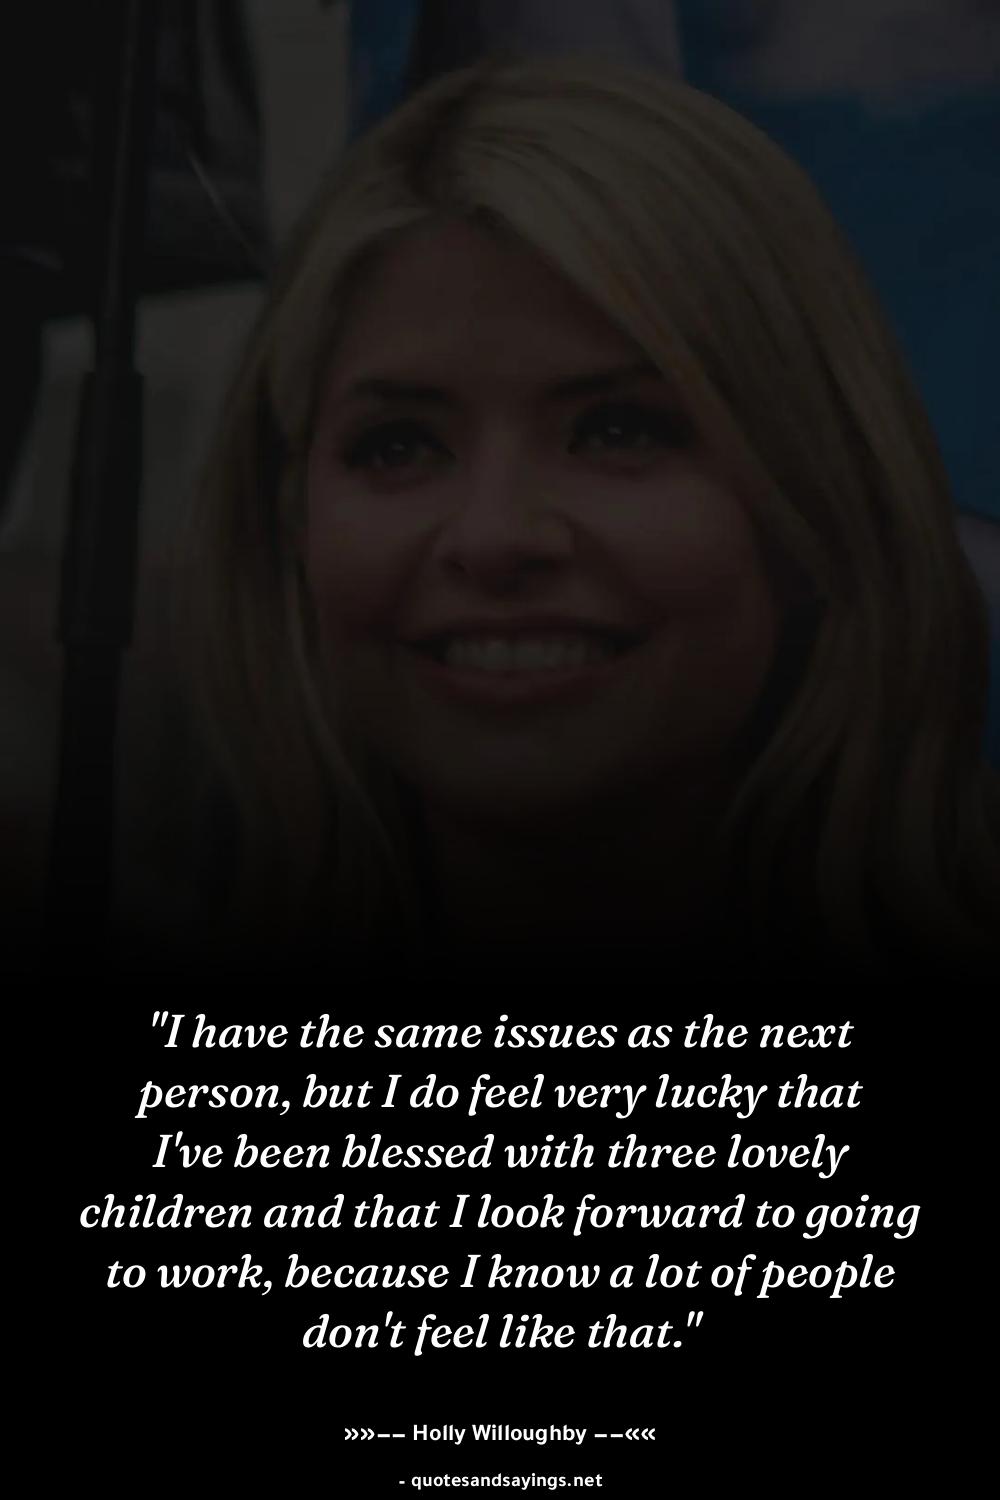 "I have the same issues as the next
person, but I do feel very lucky that
I've been blessed with three lovely
children and that I look forward to going
to work, because I know a lot of people
don't feel like that."
»»–– Holly Willoughby ––««
- quotesandsayings.net